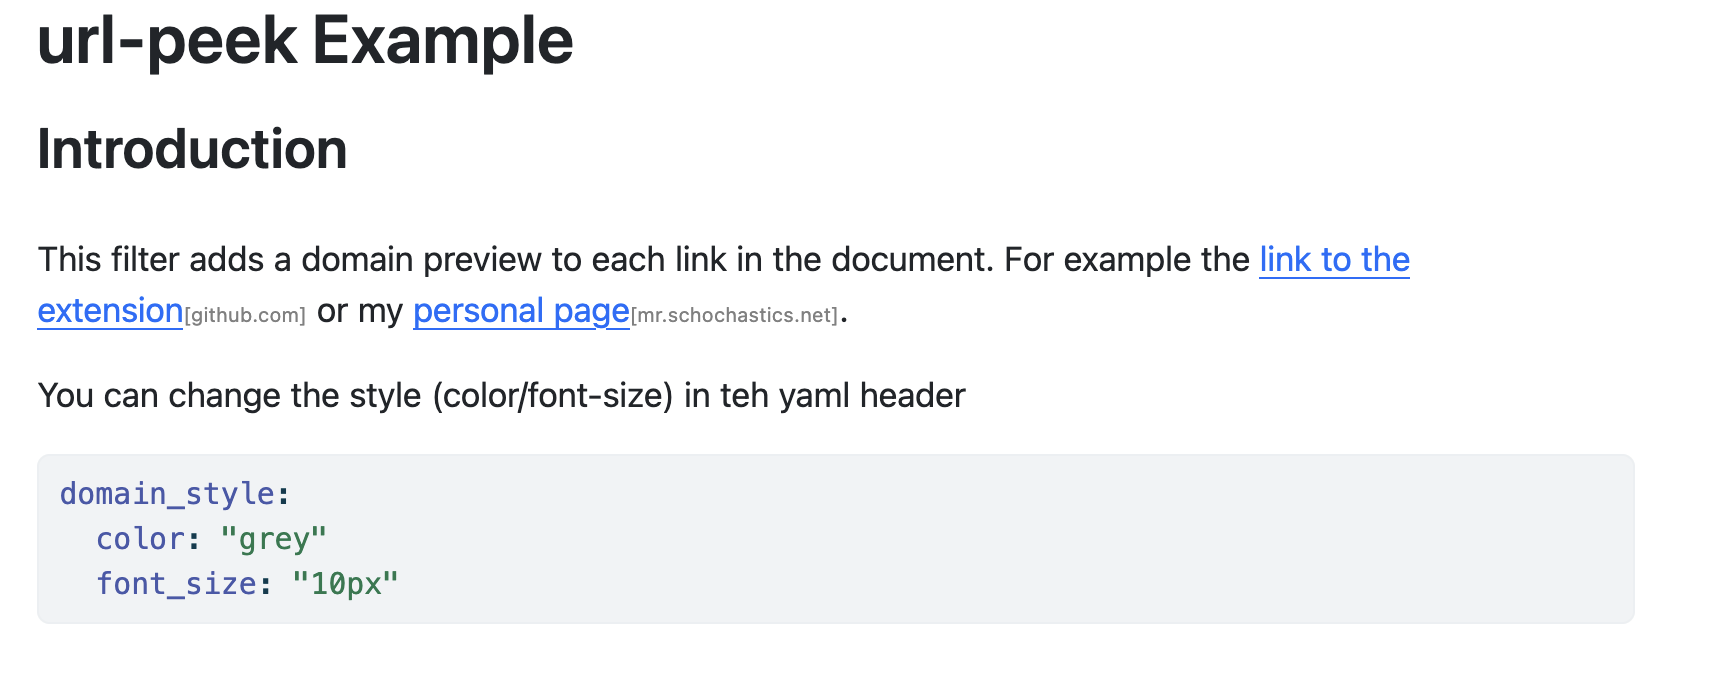 url-peek Example
Introduction
This filter adds a domain preview to each link in the document. For example the link to the
extension[github.com] or my personal page[mr.schochastics.net].
You can change the style (color/font-size) in teh yaml header
domain_style:
  color: "grey"
  font_size: "10px"